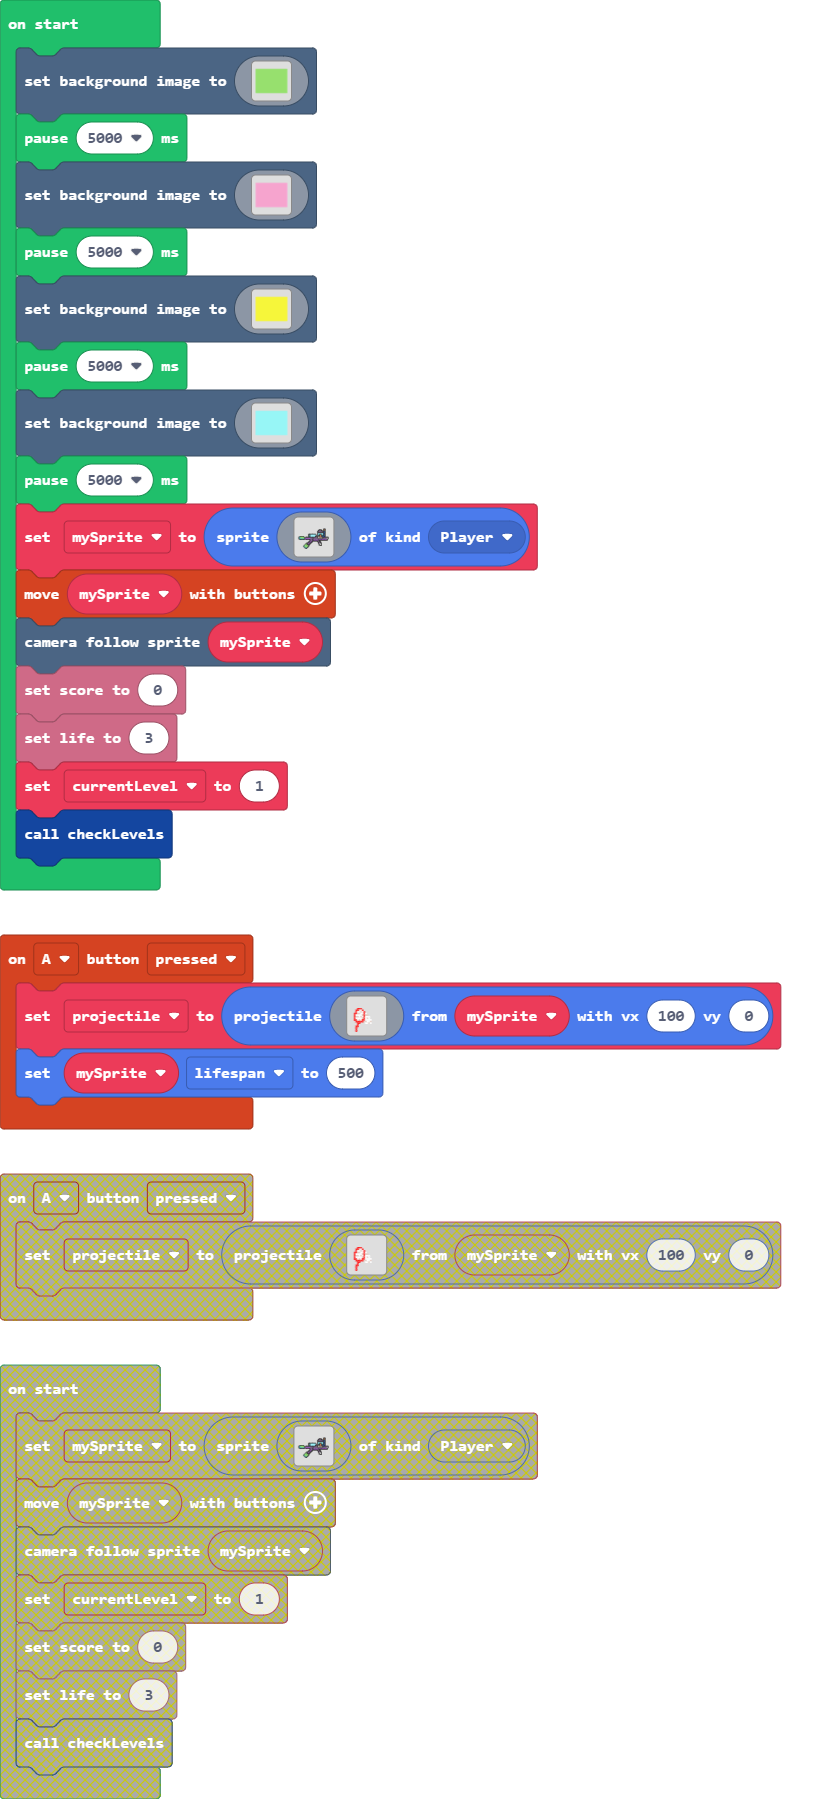 on start
set background image to
pause 5000 ms
set background image to
pause 5000 ms
set background image to
pause 5000 ms
set background image to
pause 5000 ms
set mySprite to sprite of kind Player
move mySprite with buttons
camera follow sprite mySprite
set score to 0
set life to 3
set currentLevel to 1
call checkLevels
on A button pressed
set projectile to projectile from mySprite with vx 100 vy 0
set mySprite lifespan to 500
on A button pressed
set projectile to projectile from mySprite with vx 100 vy 0
on start
set mySprite to sprite of kind Player
move mySprite with buttons
camera follow sprite mySprite
set currentLevel to 1
set score to 0
set life to 3
call checkLevels